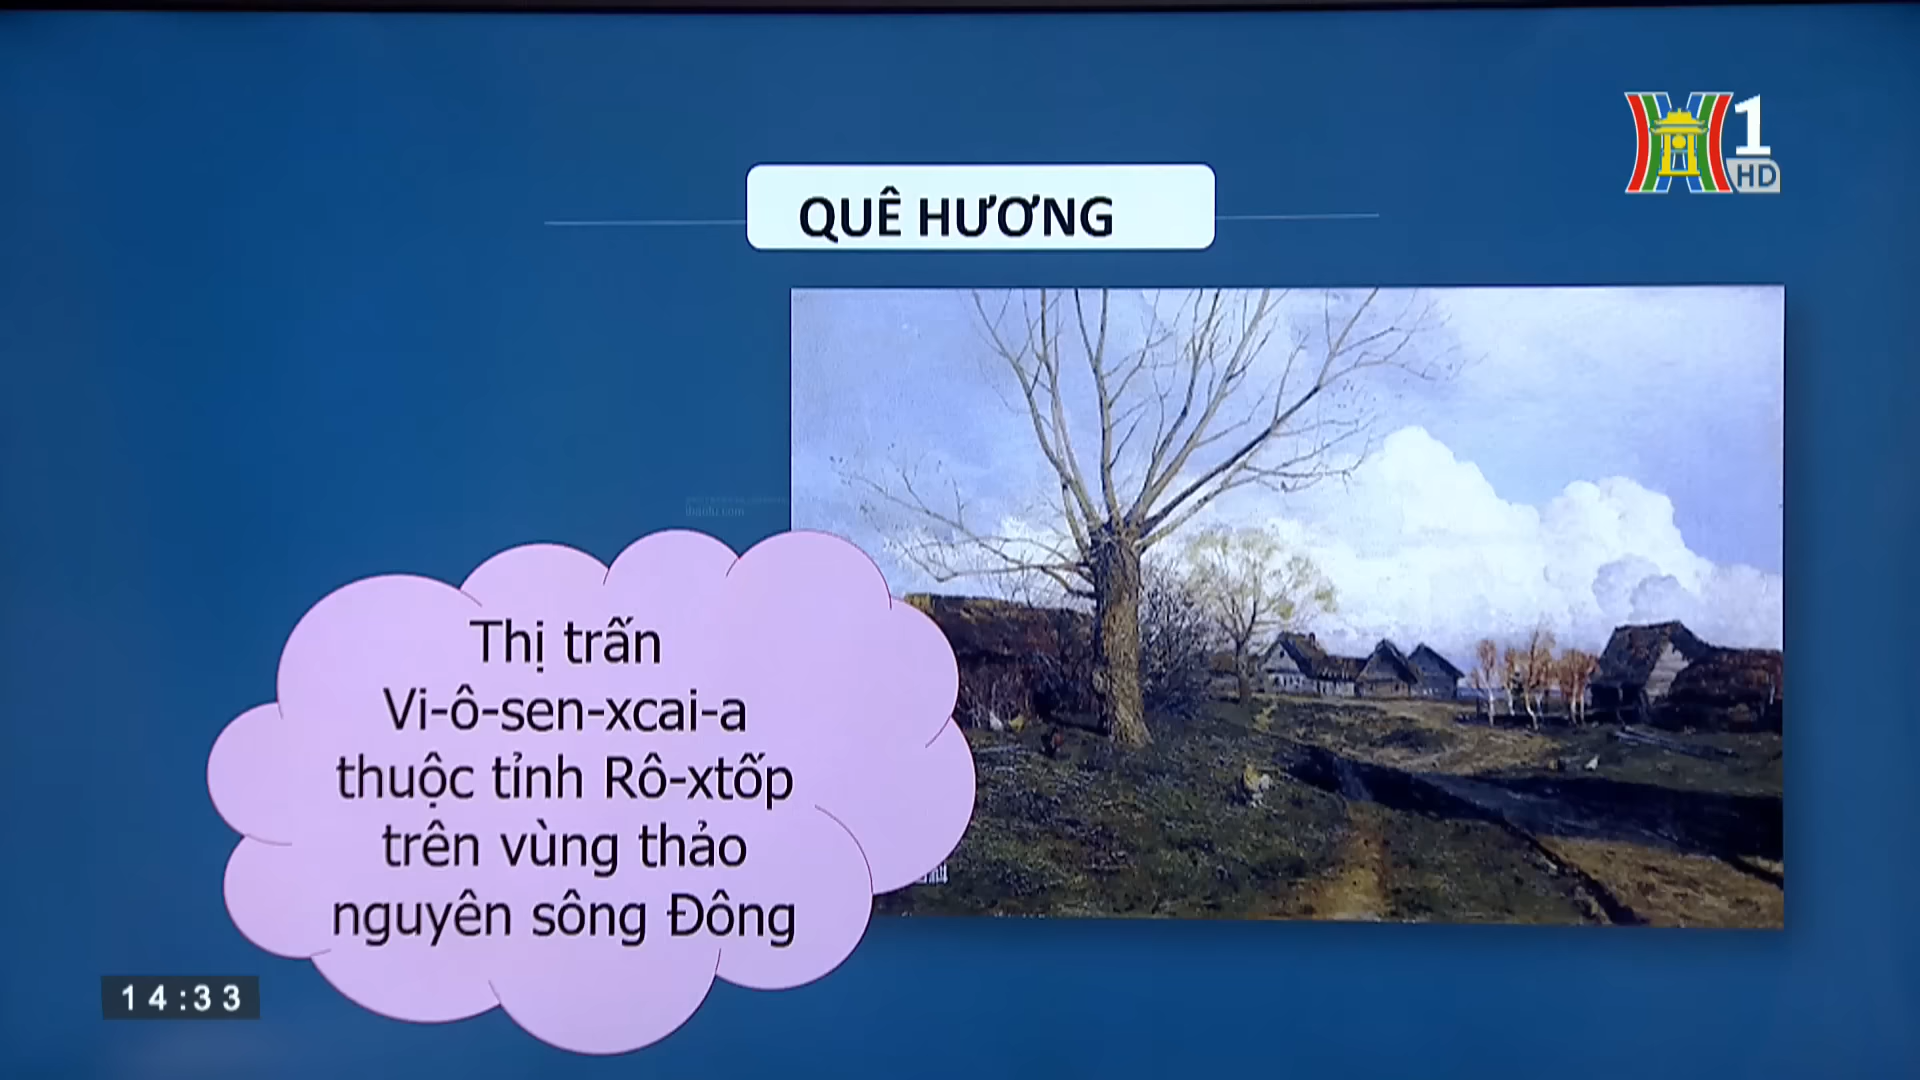 1
HD
QUÊ HƯƠNG
Thị trấn
Vi-ô-sen-xcai-a
thuộc tỉnh Rô-xtốp
trên vùng thảo
nguyên sông Đông
14:33